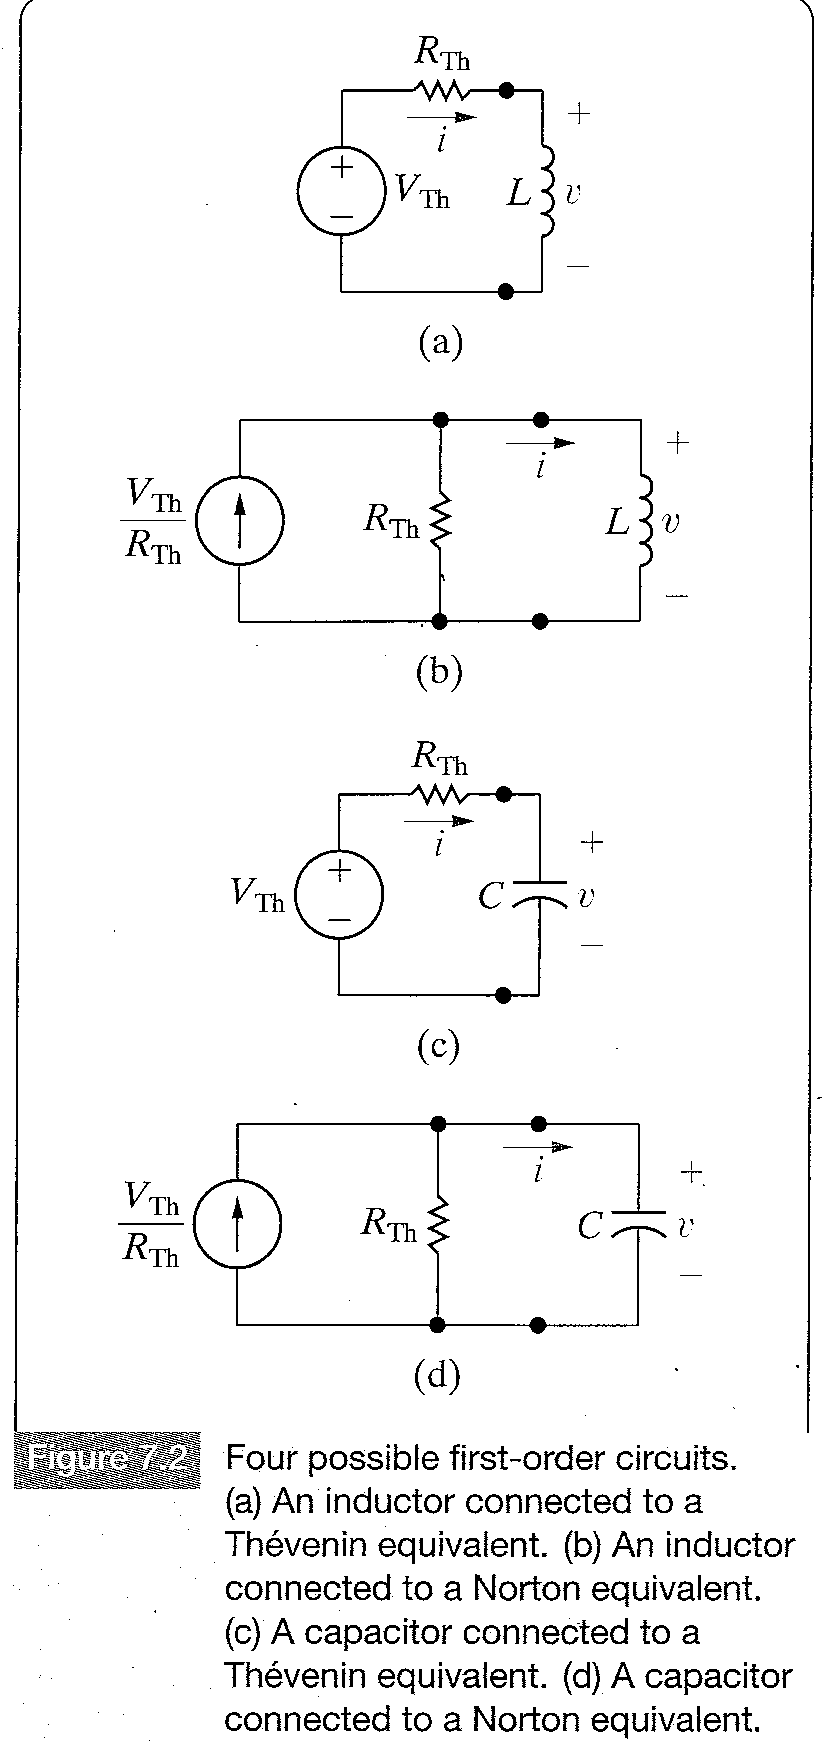 R_Th
i
+
+
V_Th
L
v
−
−
(a)
i
+
V_Th
R_Th
R_Th
L
v
−
(b)
R_Th
i
+
+
V_Th
C
v
−
−
(c)
i
+
V_Th
R_Th
R_Th
C
v
−
(d)
Figure 7.2
Four possible first-order circuits.
(a) An inductor connected to a
Thévenin equivalent. (b) An inductor
connected to a Norton equivalent.
(c) A capacitor connected to a
Thévenin equivalent. (d) A capacitor
connected to a Norton equivalent.